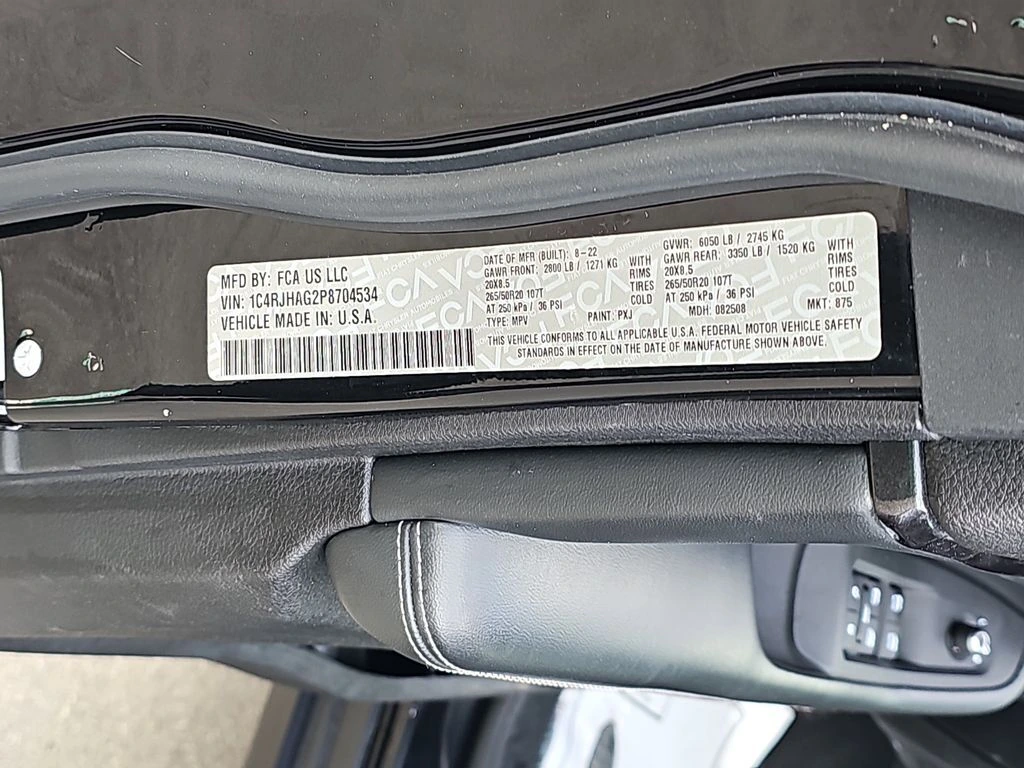 MFD BY: FCA US LLC
VIN: 1C4RJHAG2P8704534
VEHICLE MADE IN: U.S.A.
DATE OF MFR (BUILT): 8-22
GAWR FRONT: 2800 LB / 1271 KG WITH
20X8.5 RIMS
265/50R20 107T TIRES
AT 250 kPa / 36 PSI COLD
TYPE: MPV PAINT: PXJ
GVWR: 6050 LB / 2745 KG
GAWR REAR: 3350 LB / 1520 KG WITH
20X8.5 RIMS
265/50R20 107T TIRES
AT 250 kPa / 36 PSI COLD
MDH: 082508 MKT: 875
THIS VEHICLE CONFORMS TO ALL APPLICABLE U.S.A. FEDERAL MOTOR VEHICLE SAFETY
STANDARDS IN EFFECT ON THE DATE OF MANUFACTURE SHOWN ABOVE.